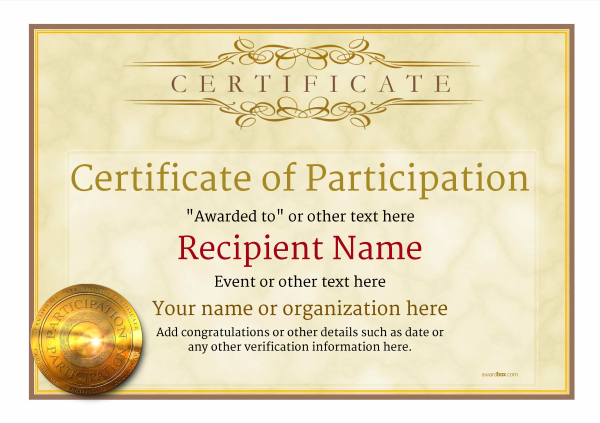 CERTIFICATE
Certificate of Participation
"Awarded to" or other text here
Recipient Name
Event or other text here
Your name or organization here
Add congratulations or other details such as date or
any other verification information here.
PARTICIPATION
PARTICIPATION
awardbox.com